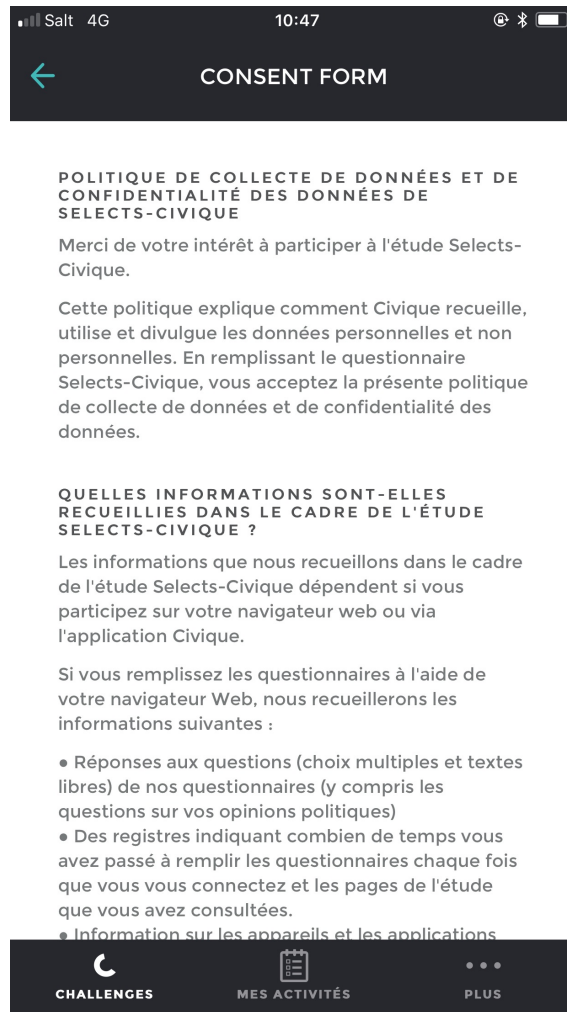 Salt 4G 10:47
CONSENT FORM
POLITIQUE DE COLLECTE DE DONNÉES ET DE
CONFIDENTIALITÉ DES DONNÉES DE
SELECTS-CIVIQUE
Merci de votre intérêt à participer à l'étude Selects-
Civique.
Cette politique explique comment Civique recueille,
utilise et divulgue les données personnelles et non
personnelles. En remplissant le questionnaire
Selects-Civique, vous acceptez la présente politique
de collecte de données et de confidentialité des
données.
QUELLES INFORMATIONS SONT-ELLES
RECUEILLIES DANS LE CADRE DE L'ÉTUDE
SELECTS-CIVIQUE ?
Les informations que nous recueillons dans le cadre
de l'étude Selects-Civique dépendent si vous
participez sur votre navigateur web ou via
l'application Civique.
Si vous remplissez les questionnaires à l'aide de
votre navigateur Web, nous recueillerons les
informations suivantes :
● Réponses aux questions (choix multiples et textes
libres) de nos questionnaires (y compris les
questions sur vos opinions politiques)
● Des registres indiquant combien de temps vous
avez passé à remplir les questionnaires chaque fois
que vous vous connectez et les pages de l'étude
que vous avez consultées.
● Information sur les appareils et les applications
CHALLENGES MES ACTIVITÉS PLUS